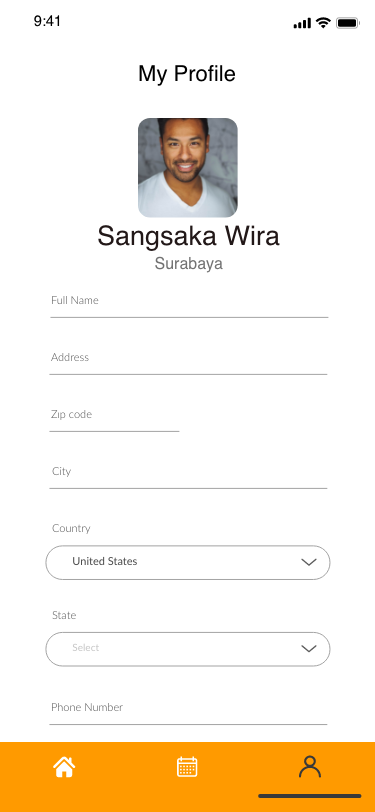 9:41
My Profile
Sangsaka Wira
Surabaya
Full Name
Address
Zip code
City
Country
United States
State
Select
Phone Number